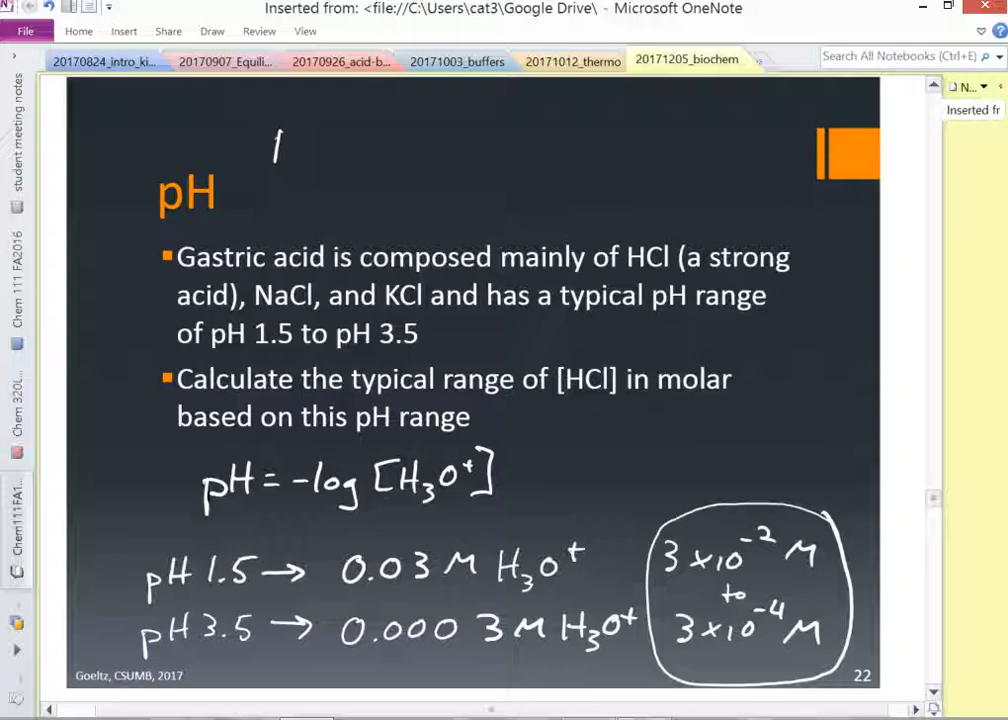 Inserted from: <file://C:\Users\cat3\Google Drive\ - Microsoft OneNote
File Home Insert Share Draw Review View
20170824_intro_ki... 20170907_Equili... 20170926_acid-b... 20171003_buffers 20171012_thermo 20171205_biochem
Search All Notebooks (Ctrl+E)
N...
Inserted fr
student meeting notes
Chem 111 FA2016
Chem 320L
Chem111FA1
pH
Gastric acid is composed mainly of HCl (a strong
acid), NaCl, and KCl and has a typical pH range
of pH 1.5 to pH 3.5
Calculate the typical range of [HCl] in molar
based on this pH range
pH = -log [H₃O⁺]
pH 1.5 → 0.03 M H₃O⁺
pH 3.5 → 0.000 3 M H₃O⁺
3 x 10⁻² M
to
3 x 10⁻⁴ M
Goeltz, CSUMB, 2017
22